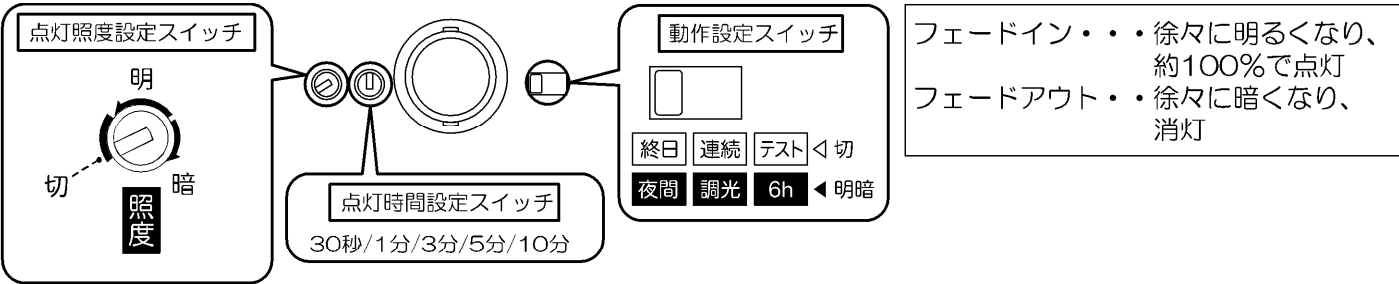 点灯照度設定スイッチ
明
切
暗
照度
点灯時間設定スイッチ
30秒/1分/3分/5分/10分
動作設定スイッチ
終日 連続 テスト ◁ 切
夜間 調光 6h ◀ 明暗
フェードイン・・・徐々に明るくなり、
約100%で点灯
フェードアウト・・徐々に暗くなり、
消灯